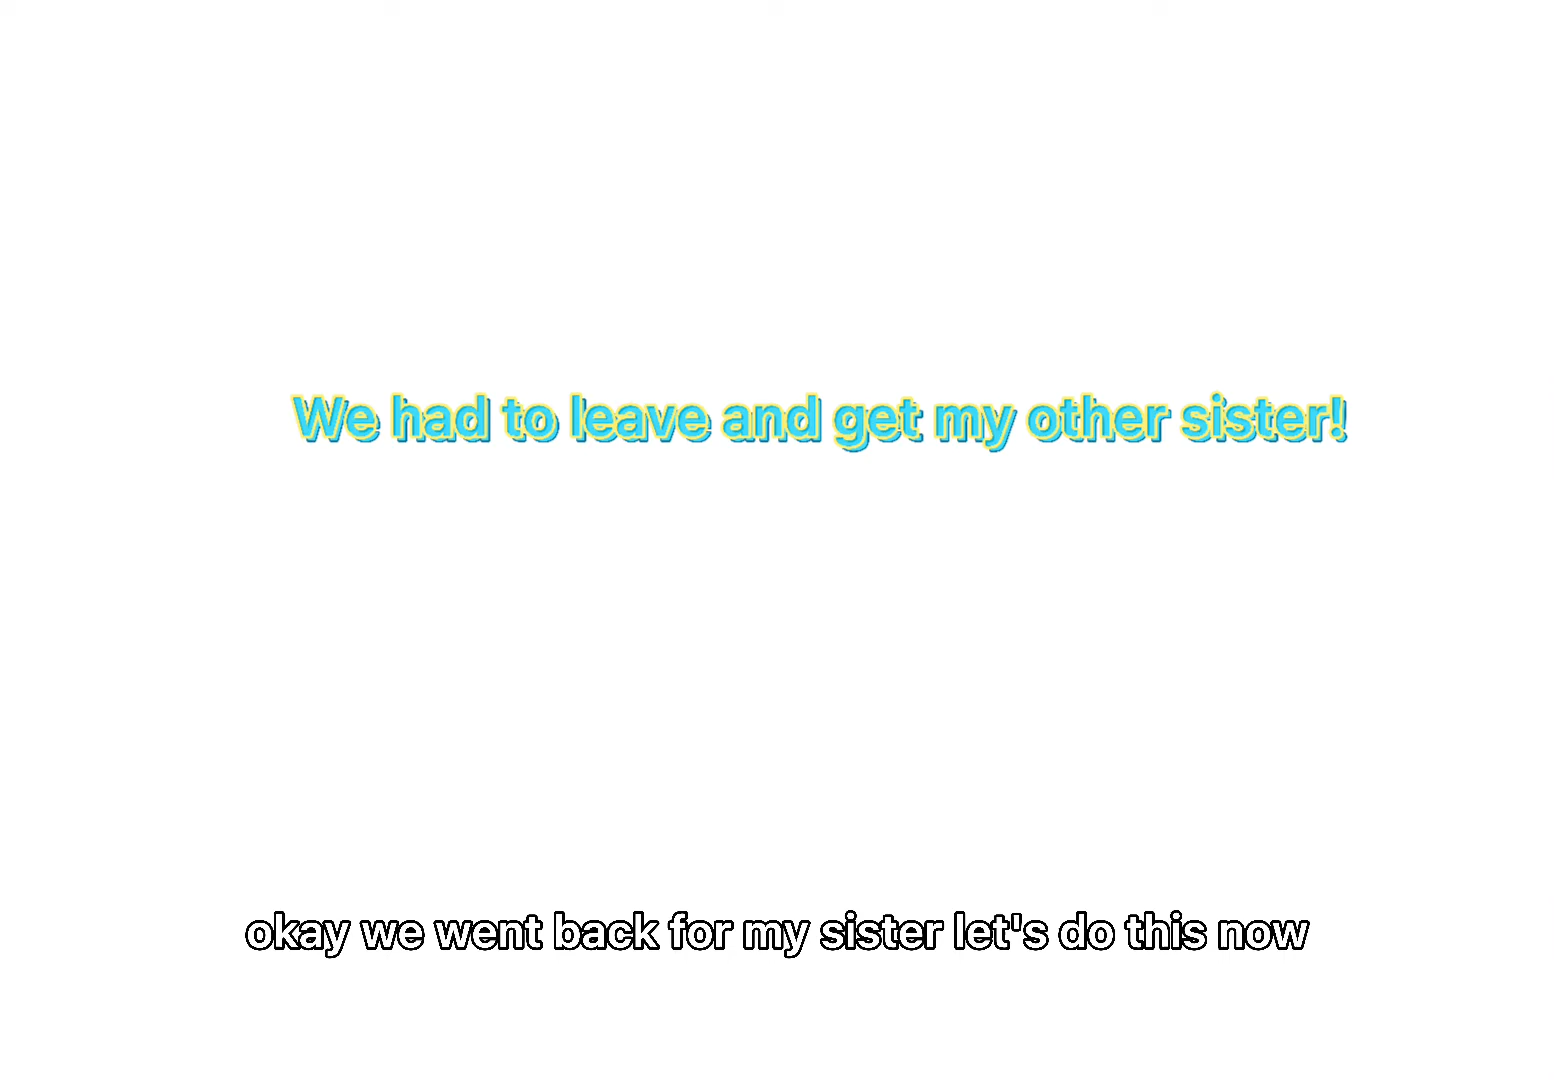 We had to leave and get my other sister!
okay we went back for my sister let's do this now